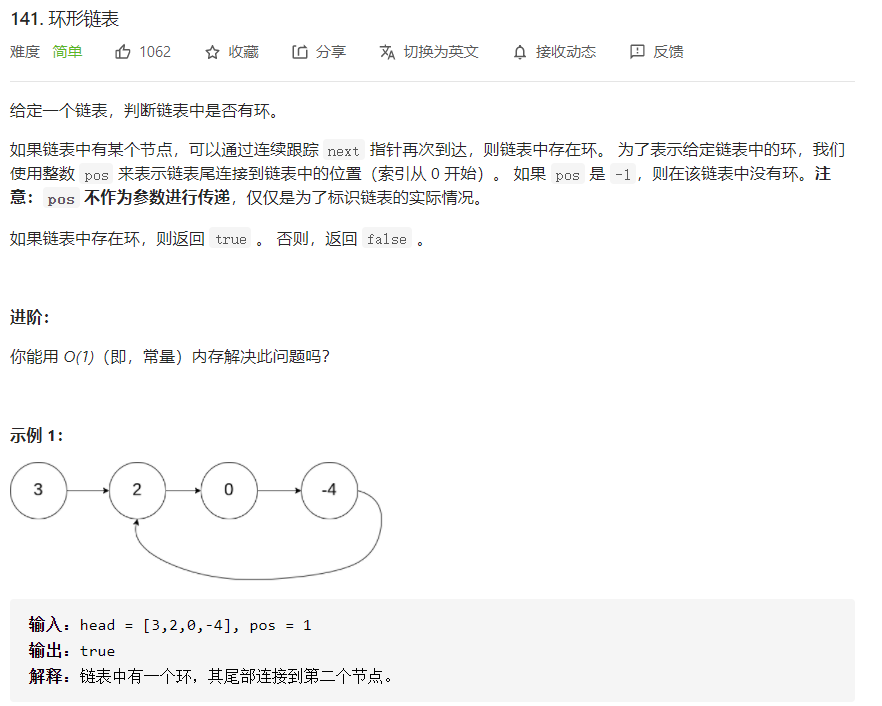 141. 环形链表
难度 简单 1062 收藏 分享 切换为英文 接收动态 反馈
给定一个链表，判断链表中是否有环。
如果链表中有某个节点，可以通过连续跟踪 next 指针再次到达，则链表中存在环。 为了表示给定链表中的环，我们
使用整数 pos 来表示链表尾连接到链表中的位置（索引从 0 开始）。 如果 pos 是 -1，则在该链表中没有环。注
意：pos 不作为参数进行传递，仅仅是为了标识链表的实际情况。
如果链表中存在环，则返回 true 。 否则，返回 false 。
进阶：
你能用 O(1)（即，常量）内存解决此问题吗？
示例 1：
3 2 0 -4
输入：head = [3,2,0,-4], pos = 1
输出：true
解释：链表中有一个环，其尾部连接到第二个节点。